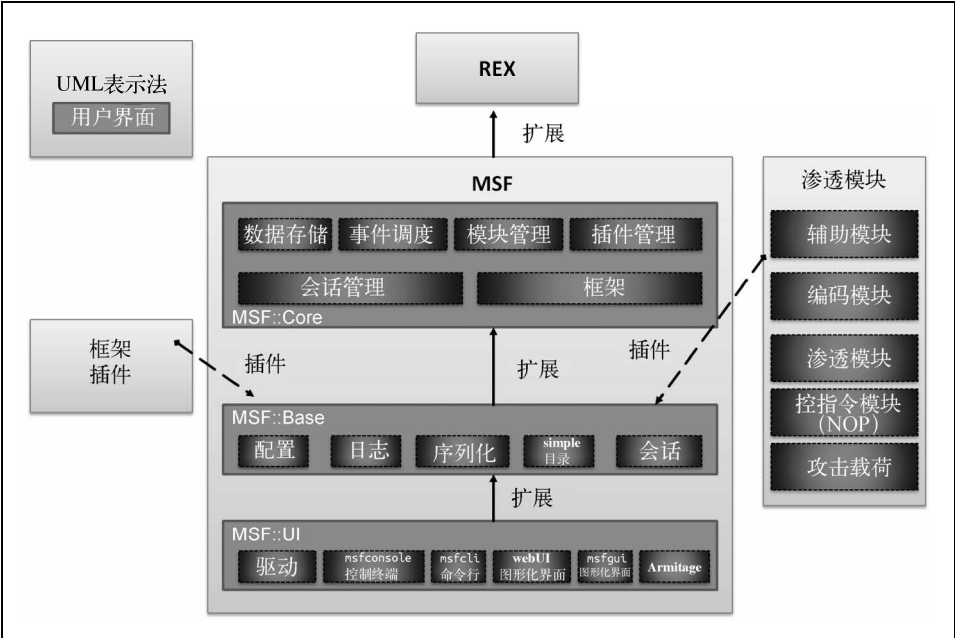 UML表示法
用户界面
REX
扩展
MSF
数据存储
事件调度
模块管理
插件管理
会话管理
框架
MSF::Core
框架
插件
插件
扩展
插件
MSF::Base
配置
日志
序列化
simple
目录
会话
扩展
MSF::UI
驱动
msfconsole
控制终端
msfcli
命令行
webUI
图形化界面
msfgui
图形化界面
Armitage
渗透模块
辅助模块
编码模块
渗透模块
控指令模块
(NOP)
攻击载荷